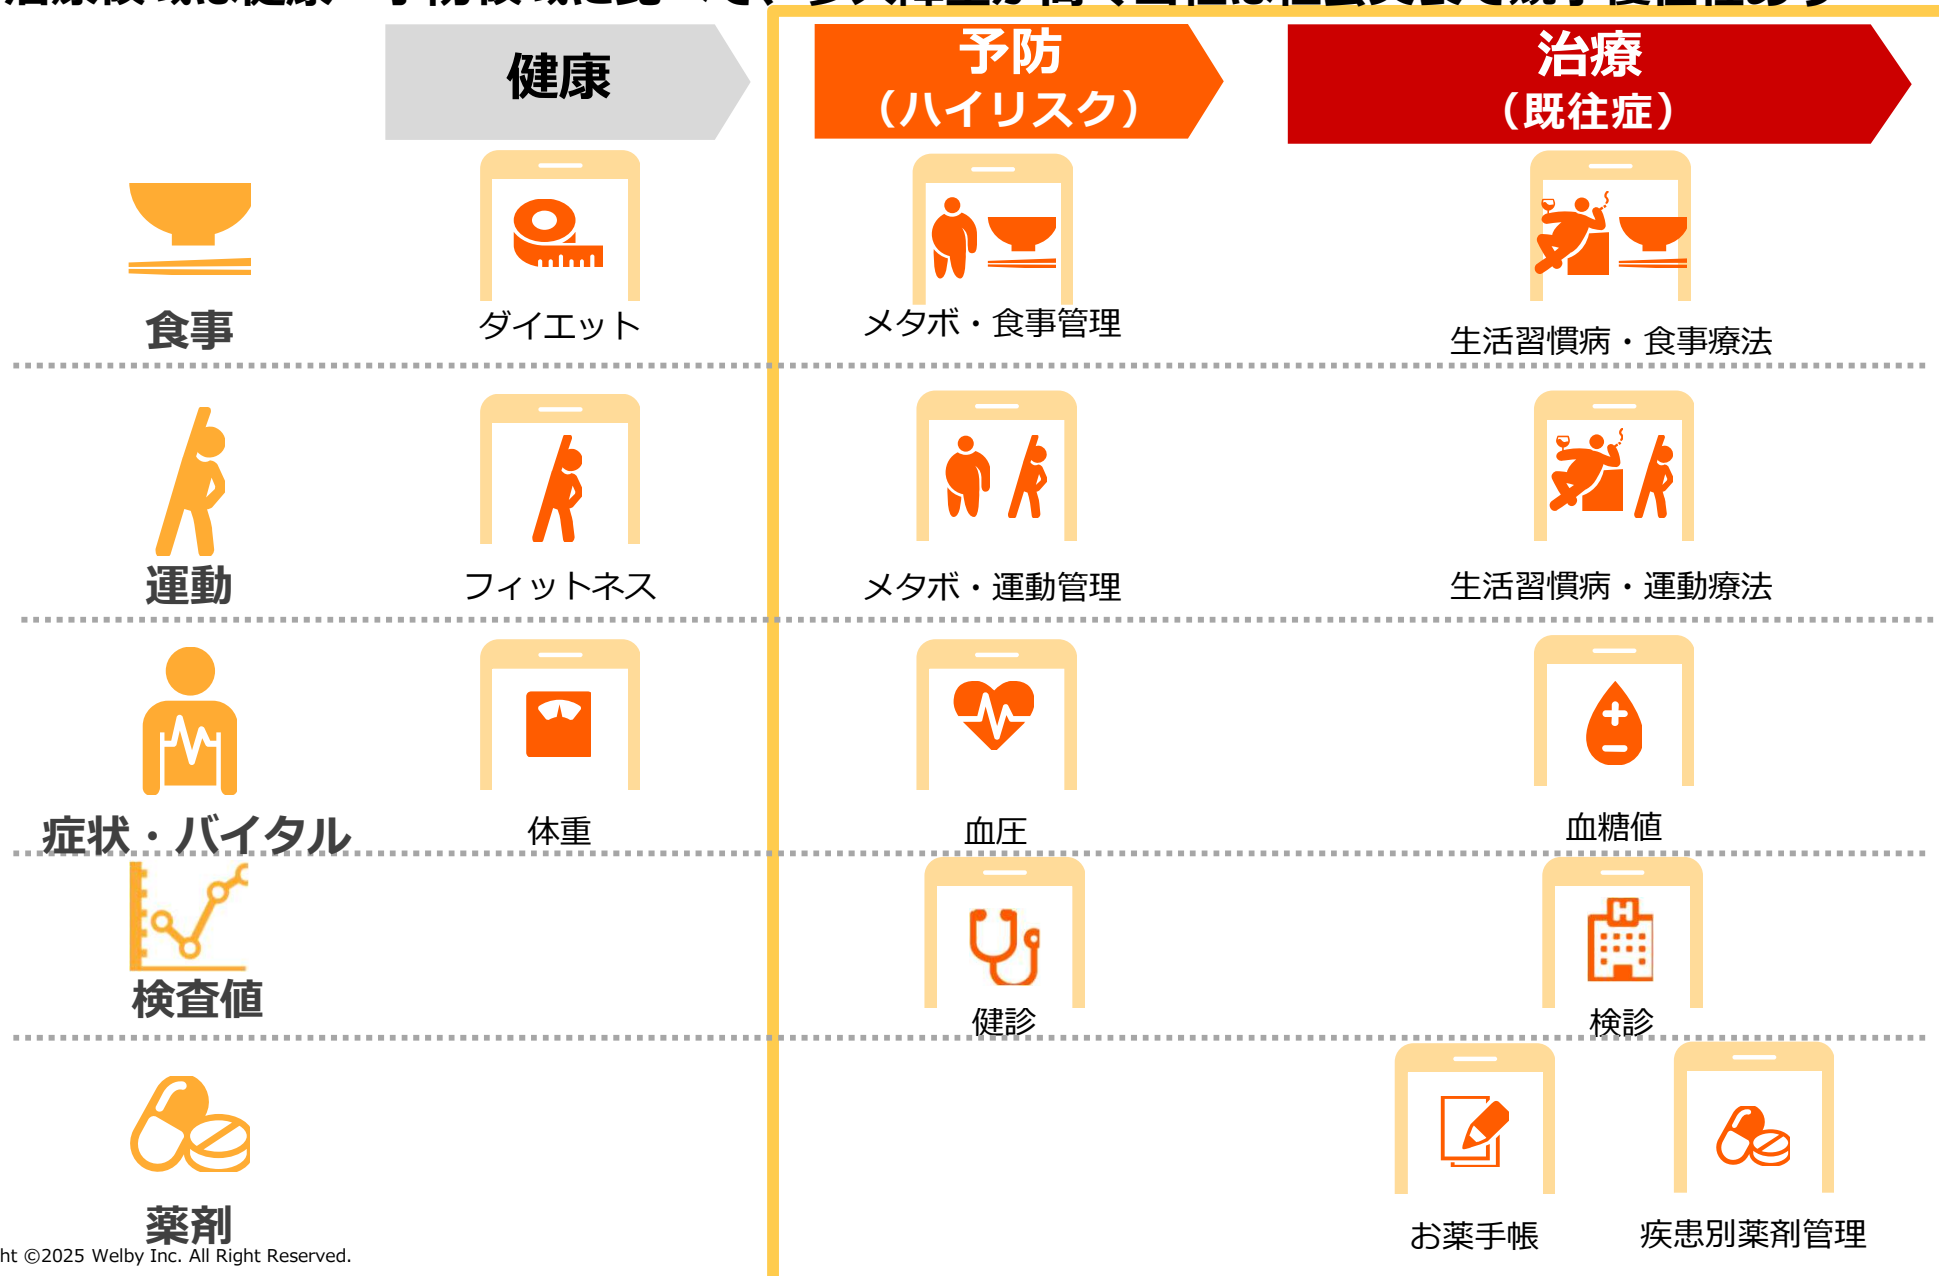 健康
予防
（ハイリスク）
治療
（既往症）
食事
ダイエット
メタボ・食事管理
生活習慣病・食事療法
運動
フィットネス
メタボ・運動管理
生活習慣病・運動療法
症状・バイタル
体重
血圧
血糖値
検査値
健診
検診
薬剤
お薬手帳
疾患別薬剤管理
ht ©2025 Welby Inc. All Right Reserved.